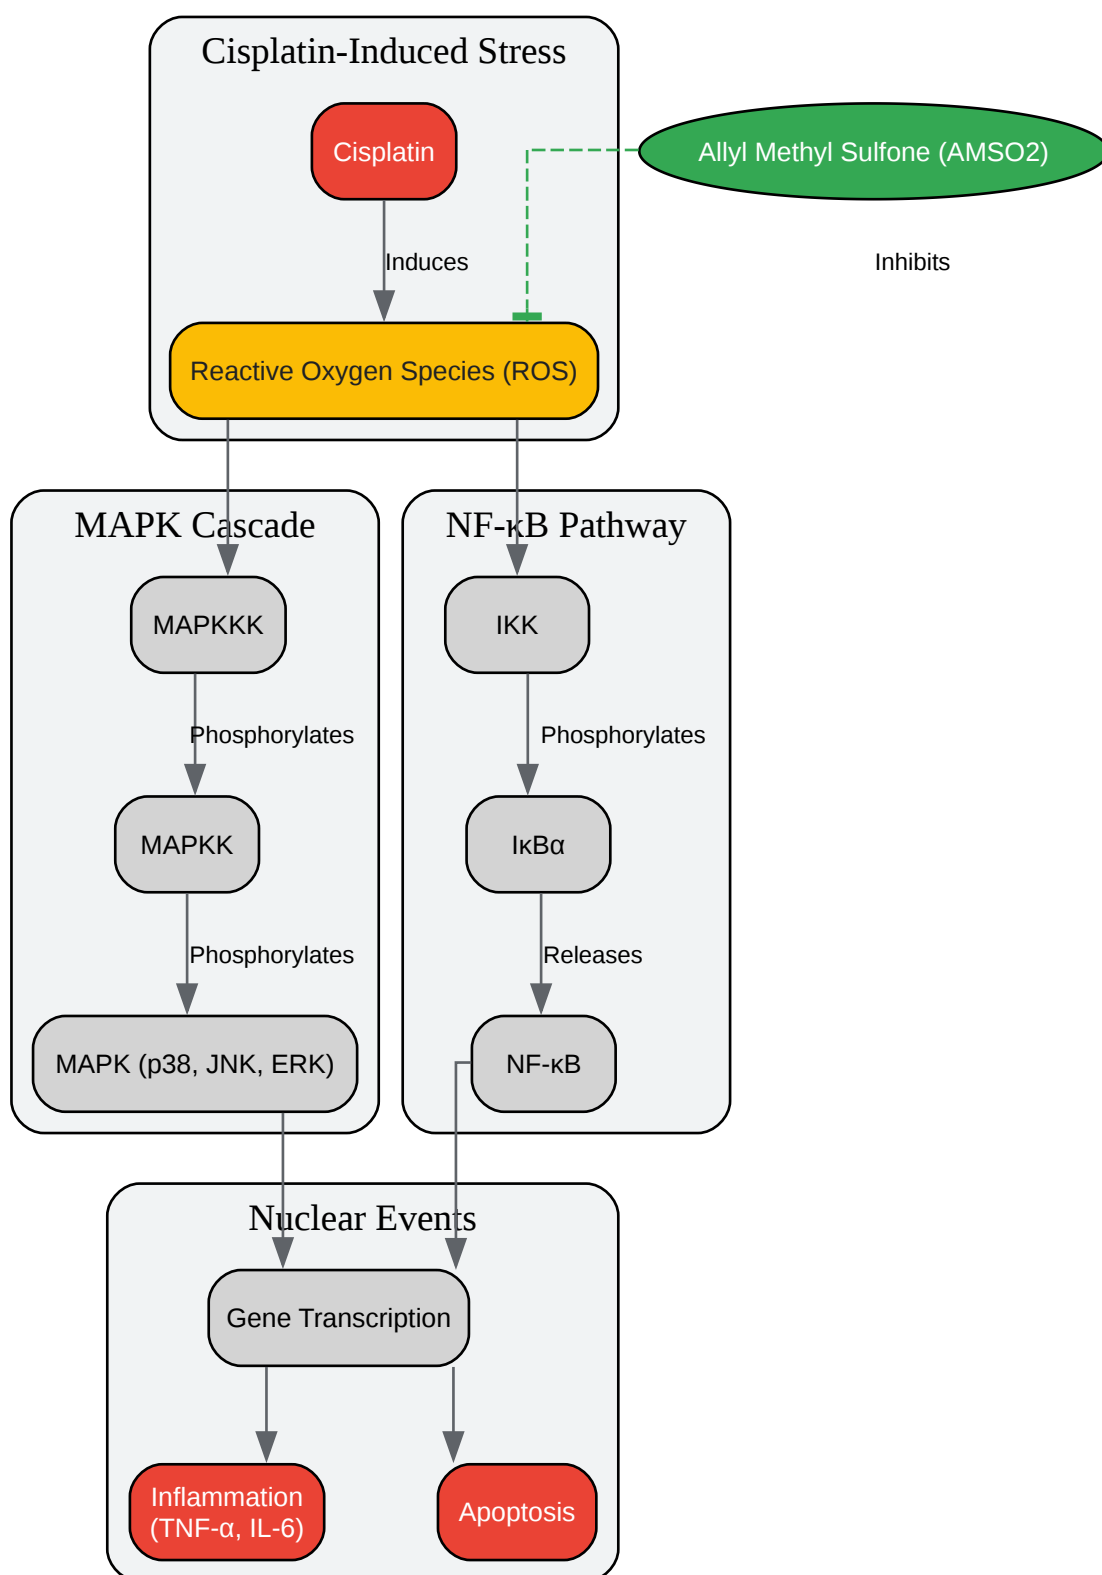 Cisplatin-Induced Stress
Cisplatin
Allyl Methyl Sulfone (AMSO2)
Induces
Inhibits
Reactive Oxygen Species (ROS)
MAPK Cascade
NF-κB Pathway
MAPKKK
IKK
Phosphorylates
Phosphorylates
MAPKK
IκBα
Phosphorylates
Releases
MAPK (p38, JNK, ERK)
NF-κB
Nuclear Events
Gene Transcription
Inflammation
(TNF-α, IL-6)
Apoptosis